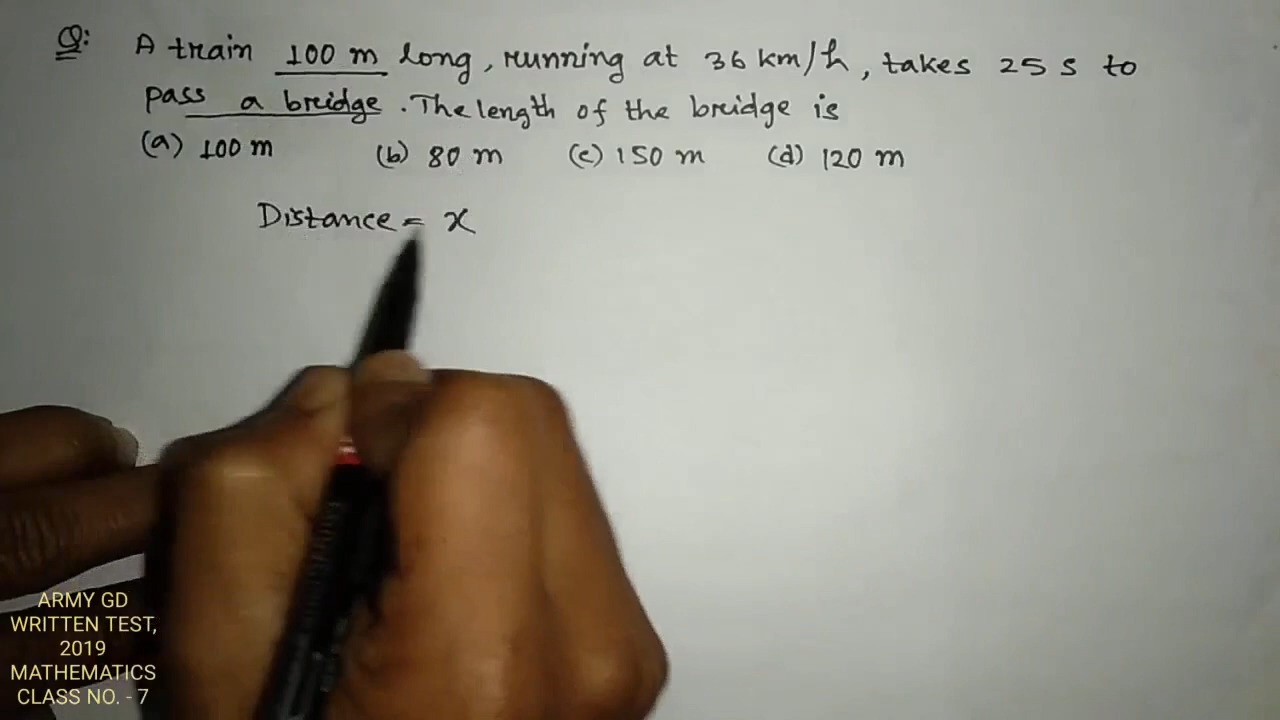 Q: A train 100 m long, running at 36 km/h, takes 25 s to
pass a bridge. The length of the bridge is
(a) 100 m (b) 80 m (c) 150 m (d) 120 m
Distance = x
ARMY GD
WRITTEN TEST,
2019
MATHEMATICS
CLASS NO. - 7